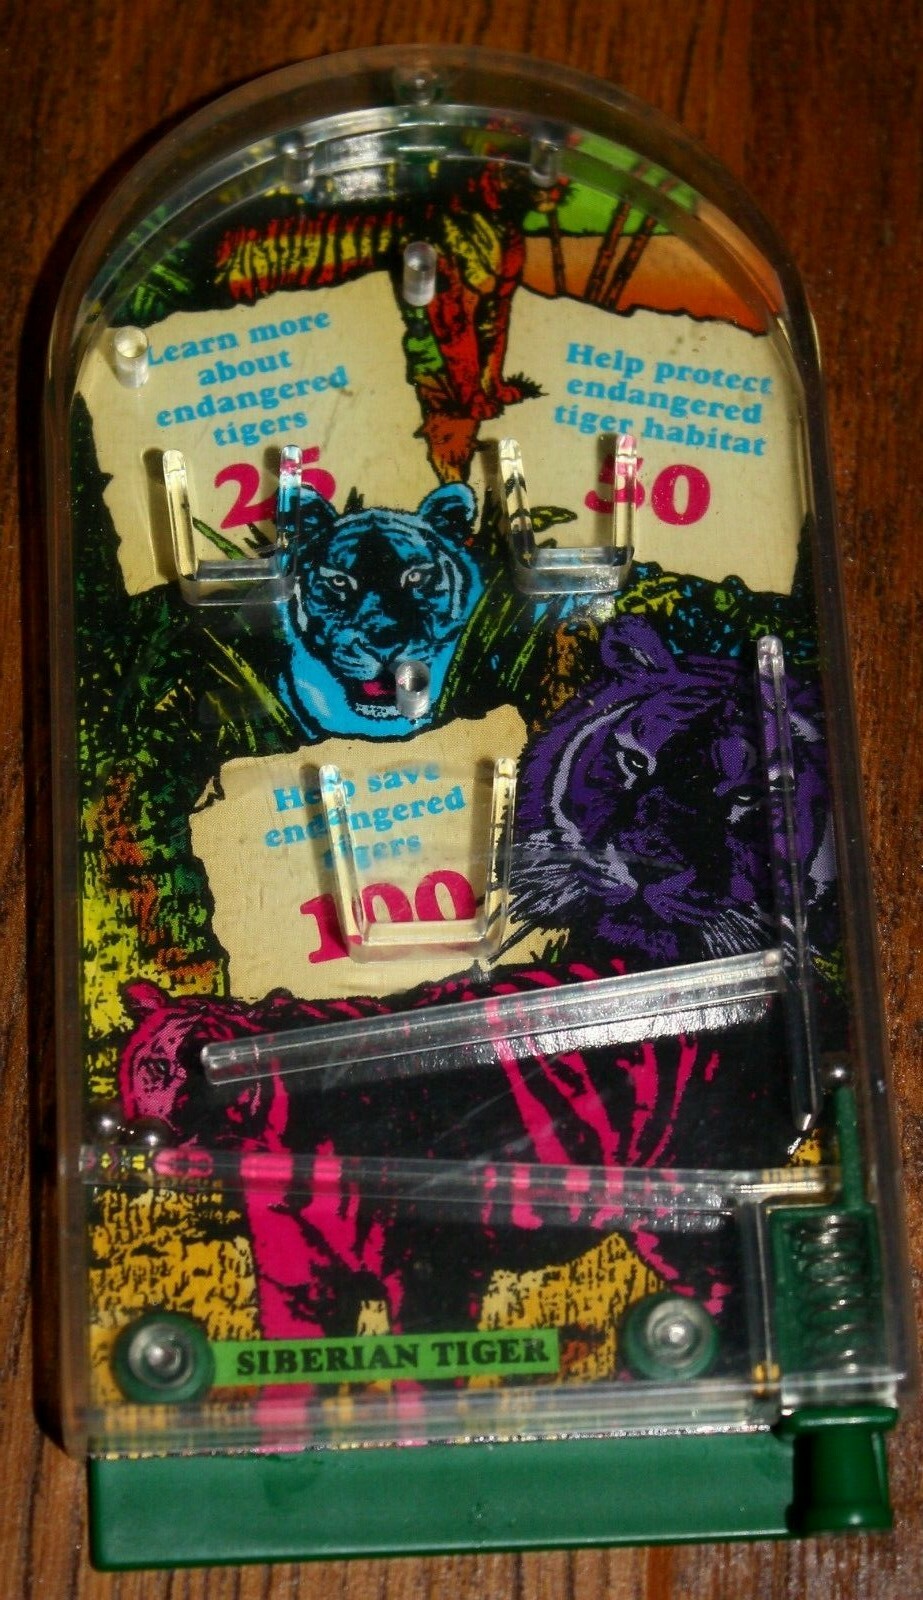 Learn more
about
endangered
tigers
25
Help protect
endangered
tiger habitat
50
Help save
endangered
tigers
100
SIBERIAN TIGER